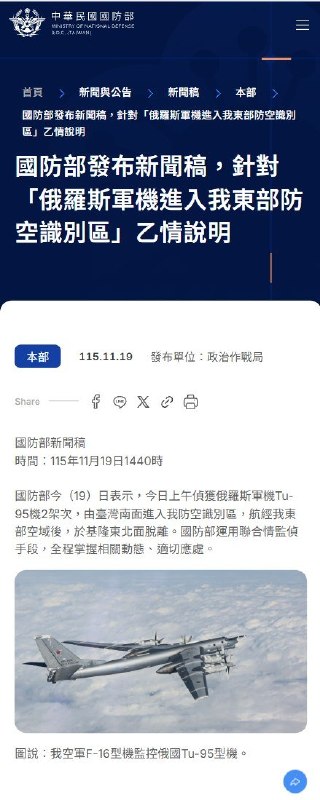 中華民國國防部
MINISTRY OF NATIONAL DEFENSE
R.O.C. (TAIWAN)
首頁 > 新聞與公告 > 新聞稿 > 本部 >
國防部發布新聞稿，針對「俄羅斯軍機進入我東部防空識別
區」乙情說明
國防部發布新聞稿，針對
「俄羅斯軍機進入我東部防
空識別區」乙情說明
本部 115.11.19 發布單位：政治作戰局
Share
國防部新聞稿
時間：115年11月19日1440時
國防部今（19）日表示，今日上午偵獲俄羅斯軍機Tu-
95機2架次，由臺灣南面進入我防空識別區，航經我東
部空域後，於基隆東北面脫離。國防部運用聯合情監偵
手段，全程掌握相關動態、適切應處。
圖說：我空軍F-16型機監控俄國Tu-95型機。